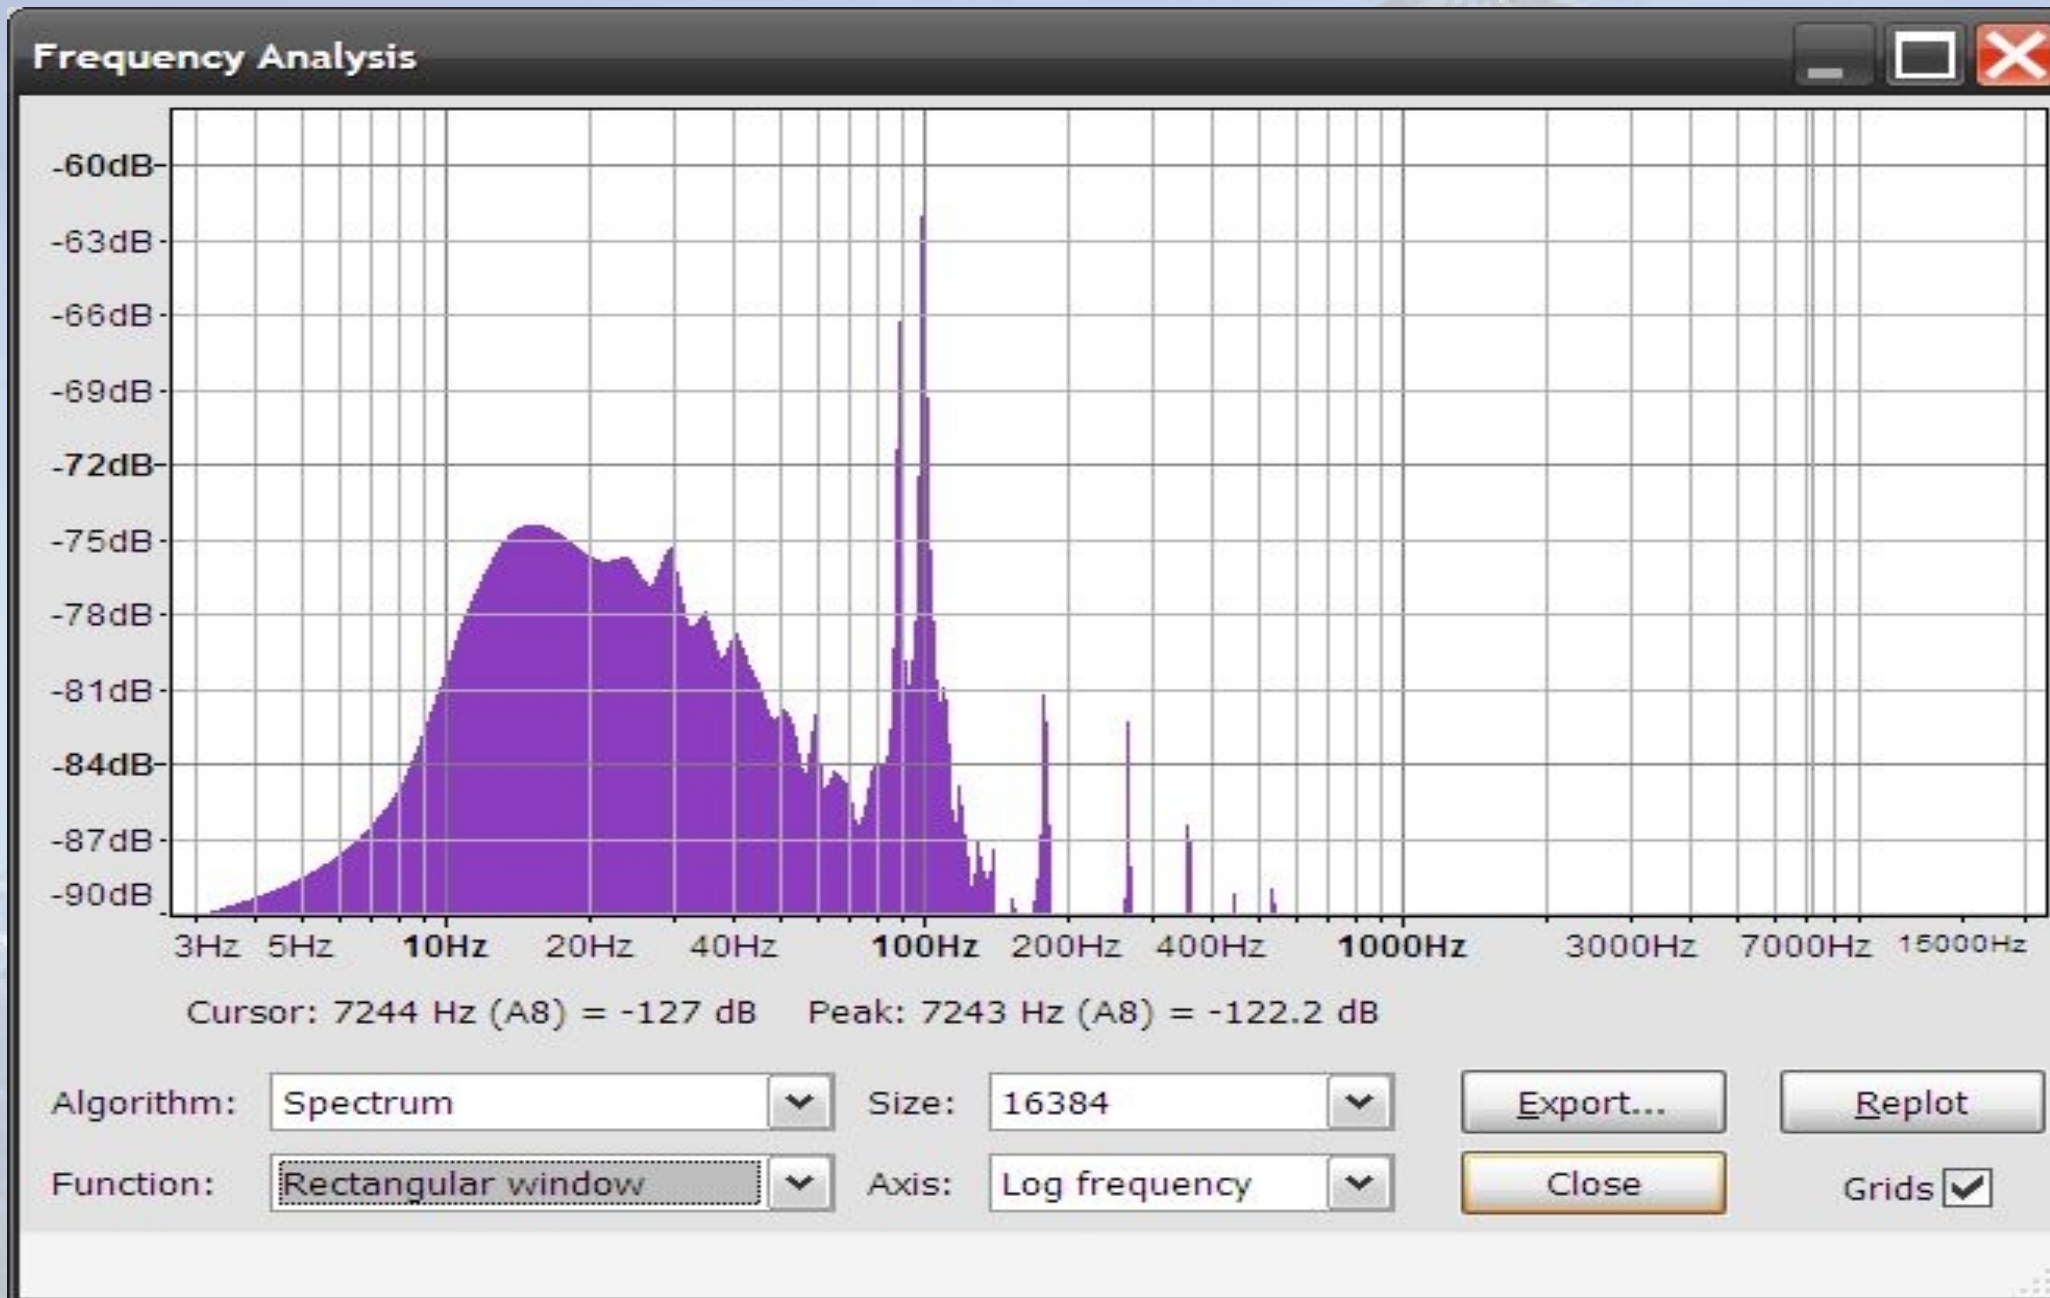 Frequency Analysis
-60dB
-63dB
-66dB
-69dB
-72dB
-75dB
-78dB
-81dB
-84dB
-87dB
-90dB
3Hz 5Hz 10Hz 20Hz 40Hz 100Hz 200Hz 400Hz 1000Hz 3000Hz 7000Hz 15000Hz
Cursor: 7244 Hz (A8) = -127 dB Peak: 7243 Hz (A8) = -122.2 dB
Algorithm: Spectrum Size: 16384 Export... Replot
Function: Rectangular window Axis: Log frequency Close Grids